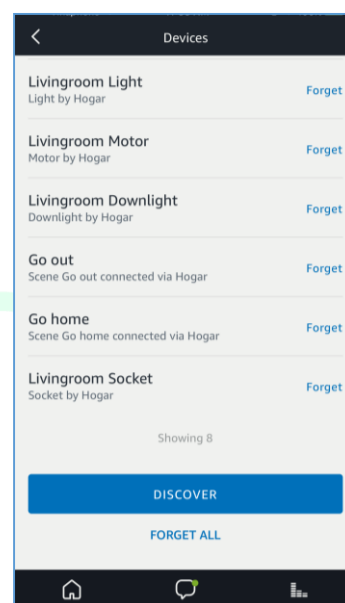 Devices
Livingroom Light
Light by Hogar
Forget
Livingroom Motor
Motor by Hogar
Forget
Livingroom Downlight
Downlight by Hogar
Forget
Go out
Scene Go out connected via Hogar
Forget
Go home
Scene Go home connected via Hogar
Forget
Livingroom Socket
Socket by Hogar
Forget
Showing 8
DISCOVER
FORGET ALL